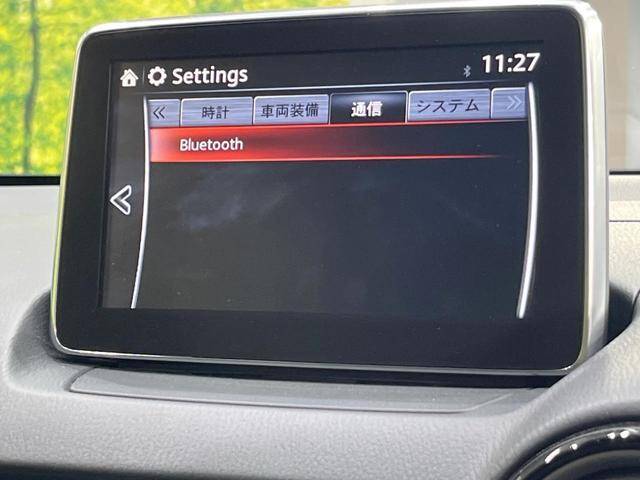 Settings 11:27
« 時計 車両装備 通信 システム »
Bluetooth